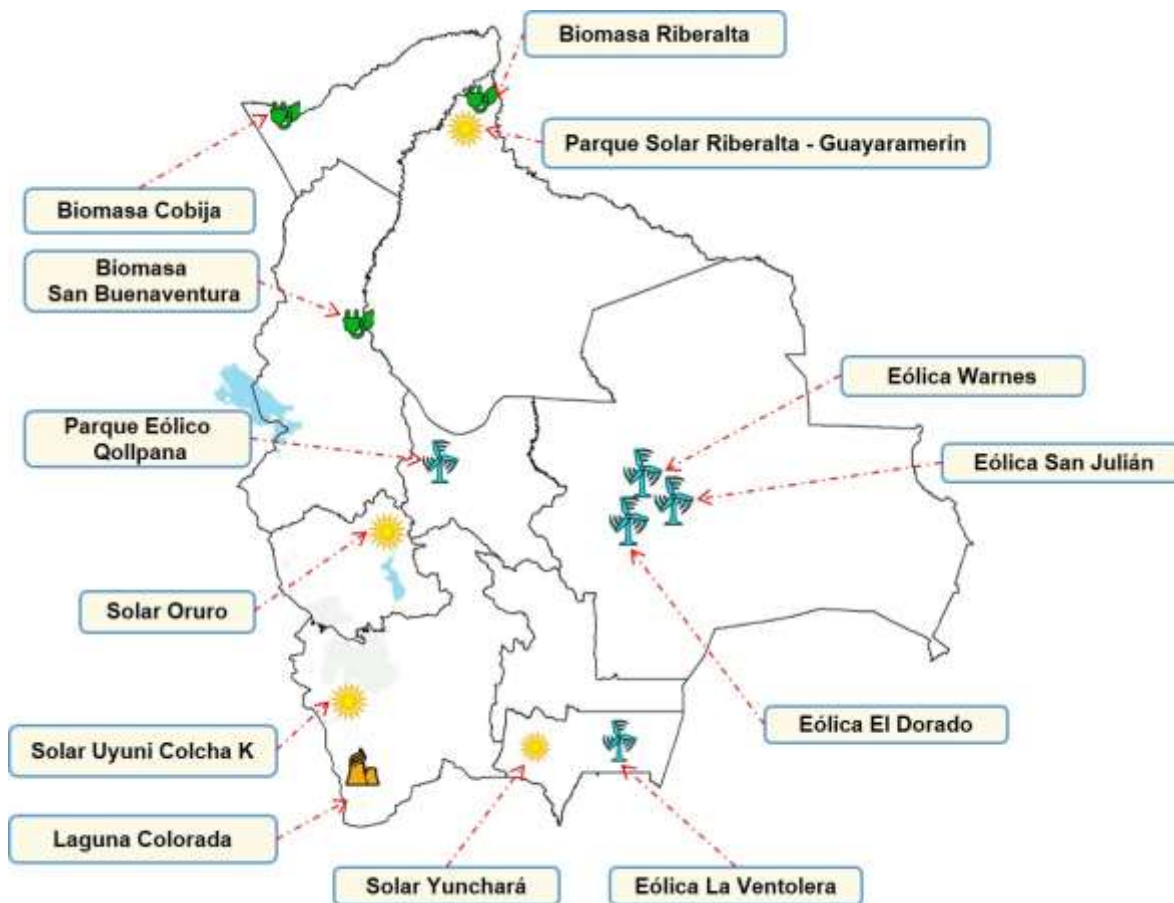 Biomasa Riberalta
Parque Solar Riberalta - Guayaramerin
Biomasa Cobija
Biomasa
San Buenaventura
Eólica Warnes
Parque Eólico
Qollpana
Eólica San Julián
Solar Oruro
Eólica El Dorado
Solar Uyuni Colcha K
Laguna Colorada
Solar Yunchará
Eólica La Ventolera